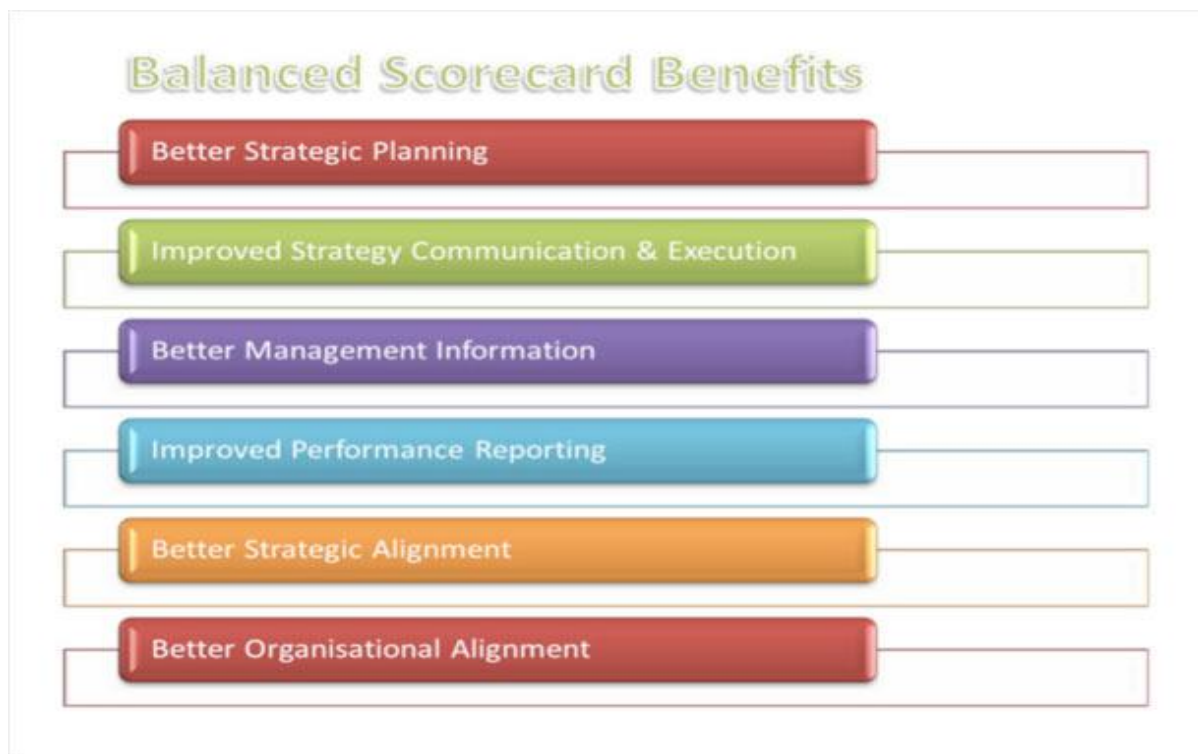 Balanced Scorecard Benefits
Better Strategic Planning
Improved Strategy Communication & Execution
Better Management Information
Improved Performance Reporting
Better Strategic Alignment
Better Organisational Alignment